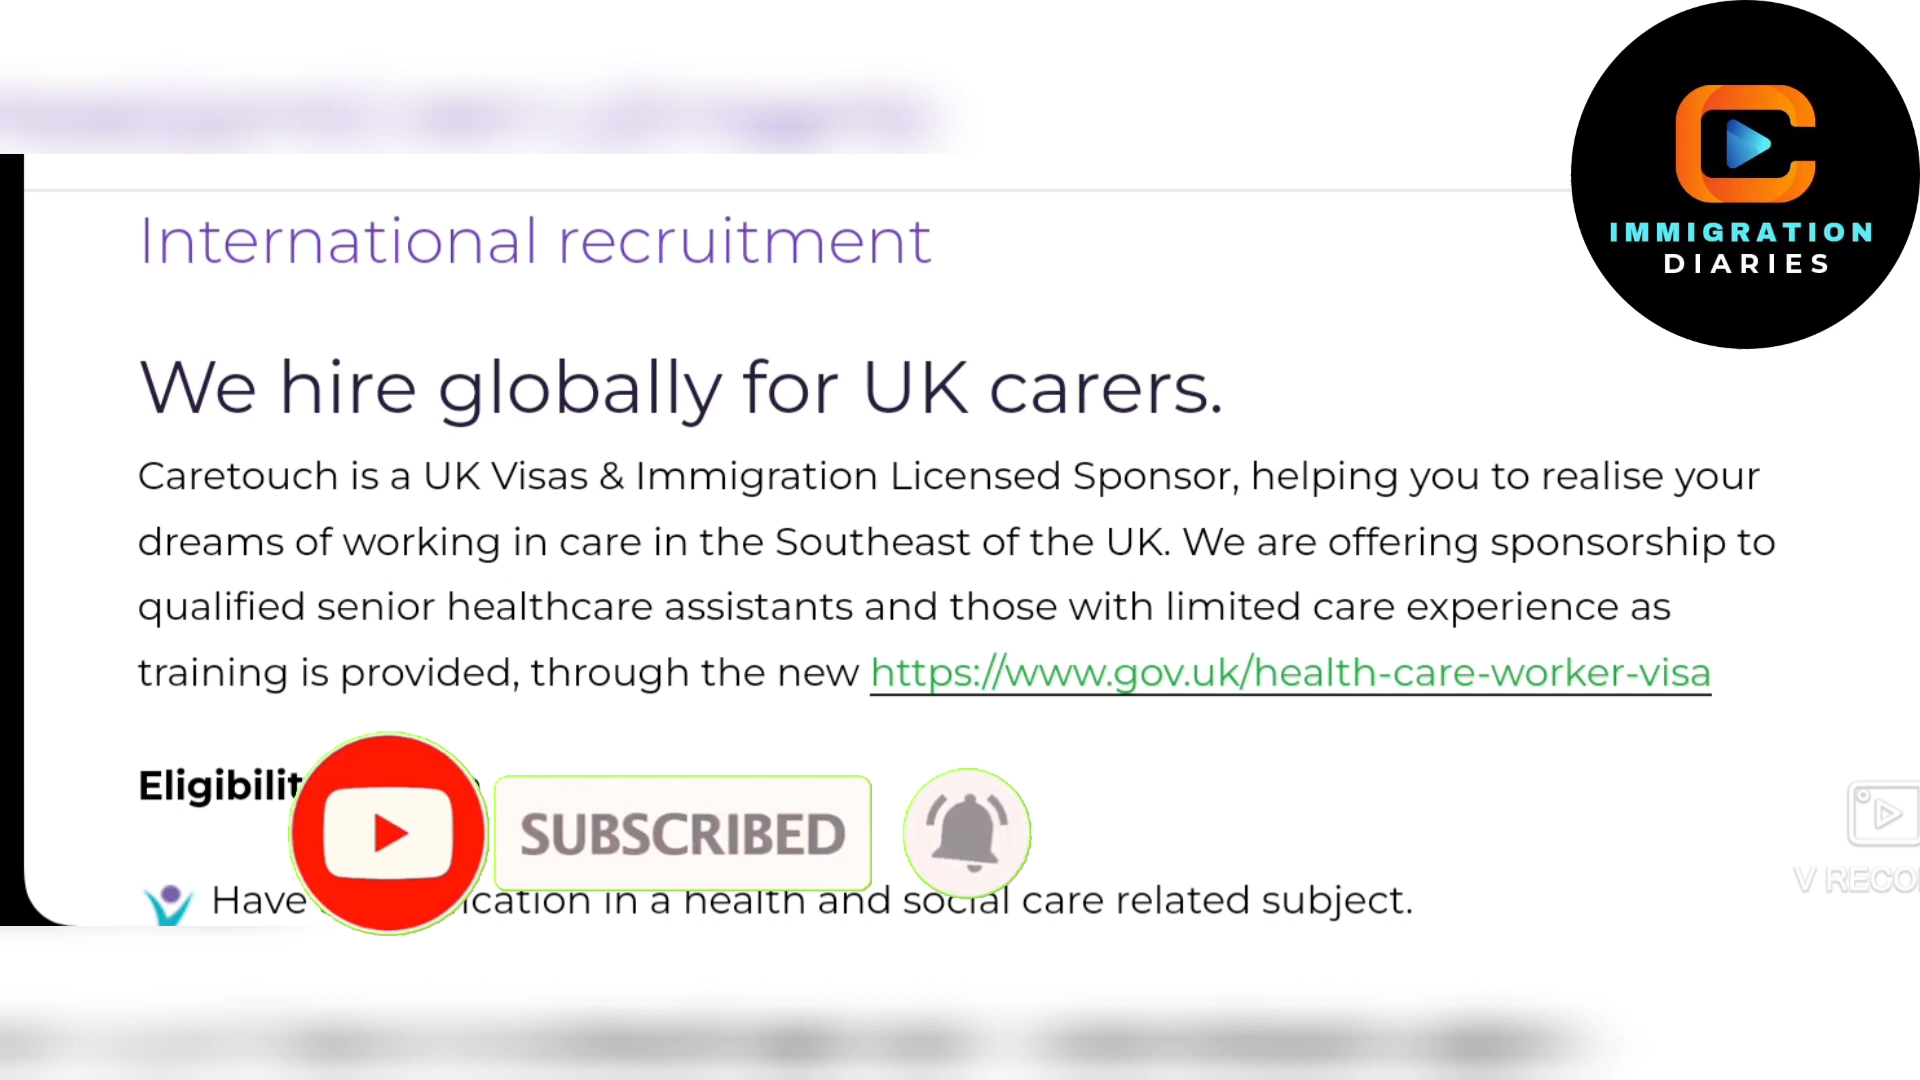 IMMIGRATION
DIARIES
International recruitment
We hire globally for UK carers.
Caretouch is a UK Visas & Immigration Licensed Sponsor, helping you to realise your
dreams of working in care in the Southeast of the UK. We are offering sponsorship to
qualified senior healthcare assistants and those with limited care experience as
training is provided, through the new https://www.gov.uk/health-care-worker-visa
SUBSCRIBED
Have in a health and social care related subject.